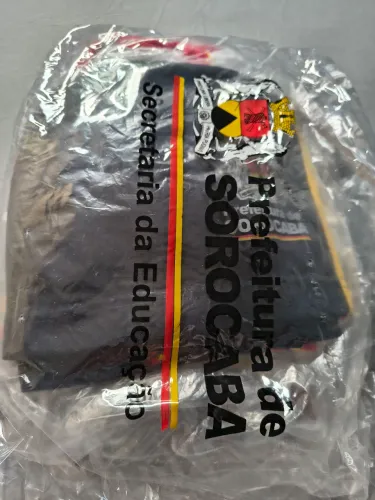 Prefeitura de
SOROCABA
Secretaria da Educação